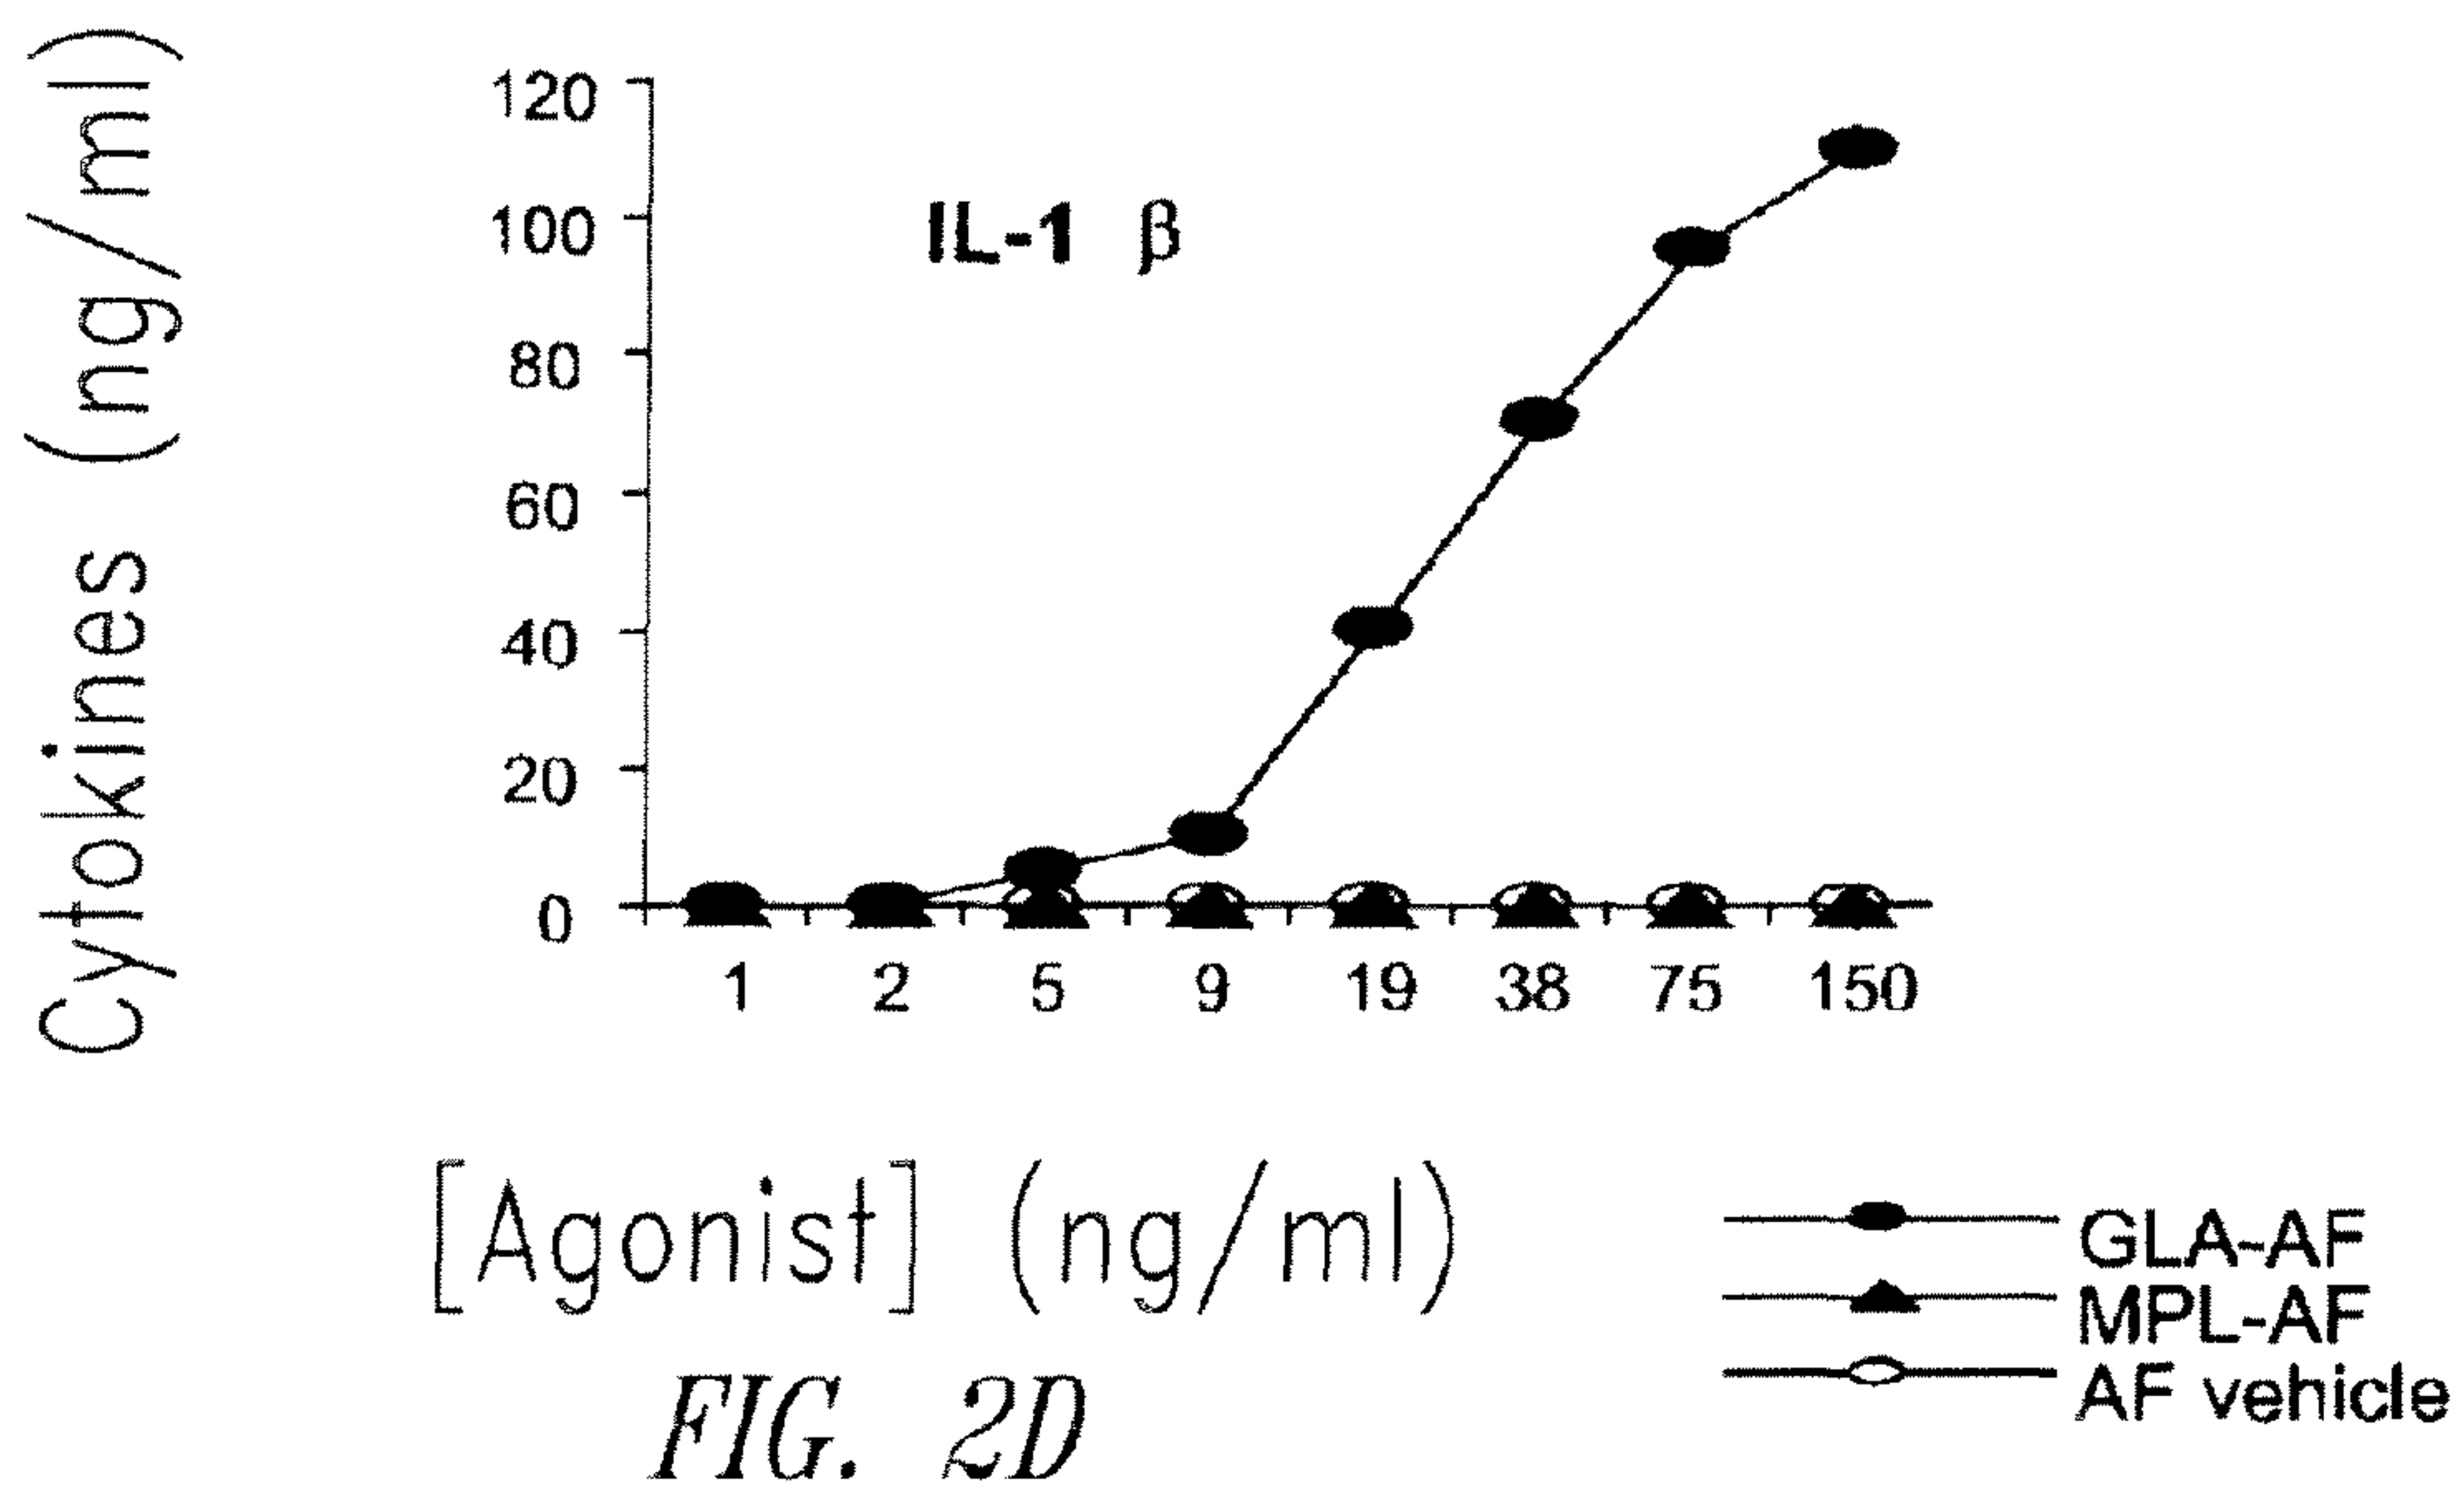 Cytokines (ng/ml)
120
100
80
60
40
20
0
IL-1 β
1 2 5 9 19 38 75 150
[Agonist] (ng/ml)
GLA-AF
MPL-AF
AF vehicle
FIG. 2D